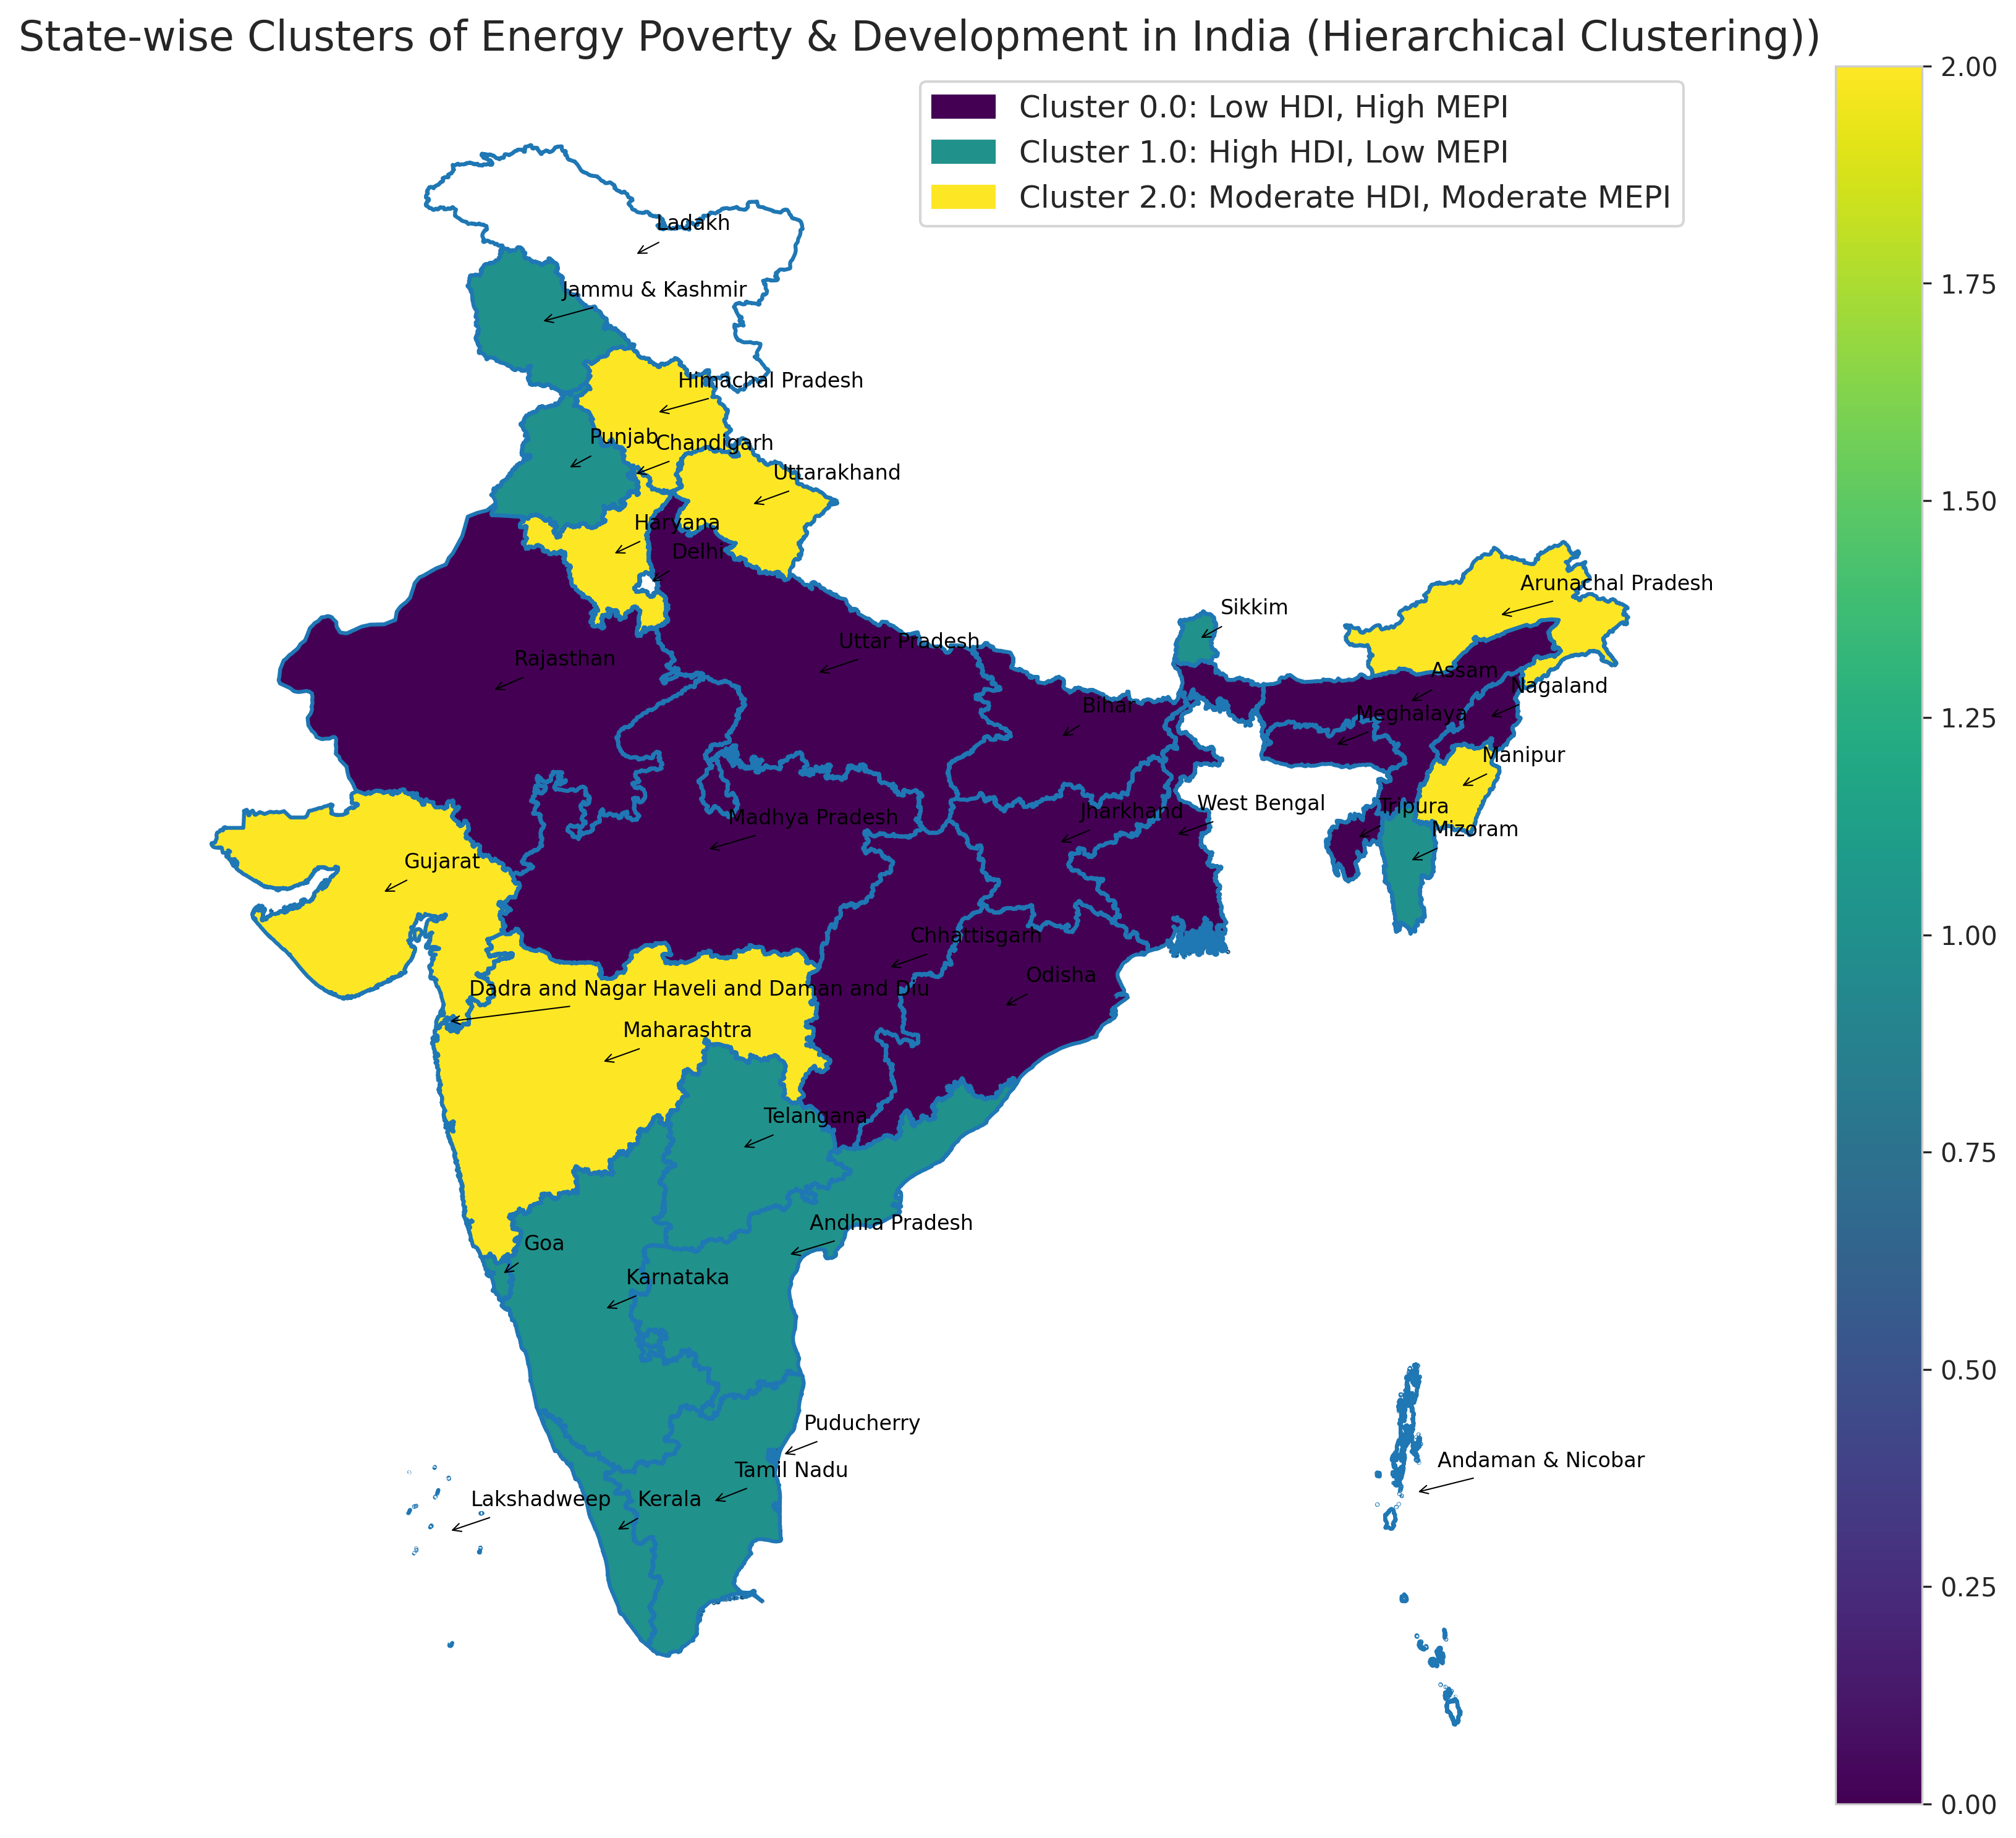 State-wise Clusters of Energy Poverty & Development in India (Hierarchical Clustering))
Cluster 0.0: Low HDI, High MEPI
Cluster 1.0: High HDI, Low MEPI
Cluster 2.0: Moderate HDI, Moderate MEPI
2.00
1.75
1.50
1.25
1.00
0.75
0.50
0.25
0.00
Ladakh
Jammu & Kashmir
Himachal Pradesh
Punjab
Chandigarh
Uttarakhand
Haryana
Delhi
Arunachal Pradesh
Sikkim
Uttar Pradesh
Rajasthan
Assam
Nagaland
Bihar
Meghalaya
Manipur
West Bengal
Tripura
Jharkhand
Madhya Pradesh
Mizoram
Gujarat
Chhattisgarh
Odisha
Dadra and Nagar Haveli and Daman and Diu
Maharashtra
Telangana
Andhra Pradesh
Goa
Karnataka
Puducherry
Andaman & Nicobar
Tamil Nadu
Lakshadweep
Kerala